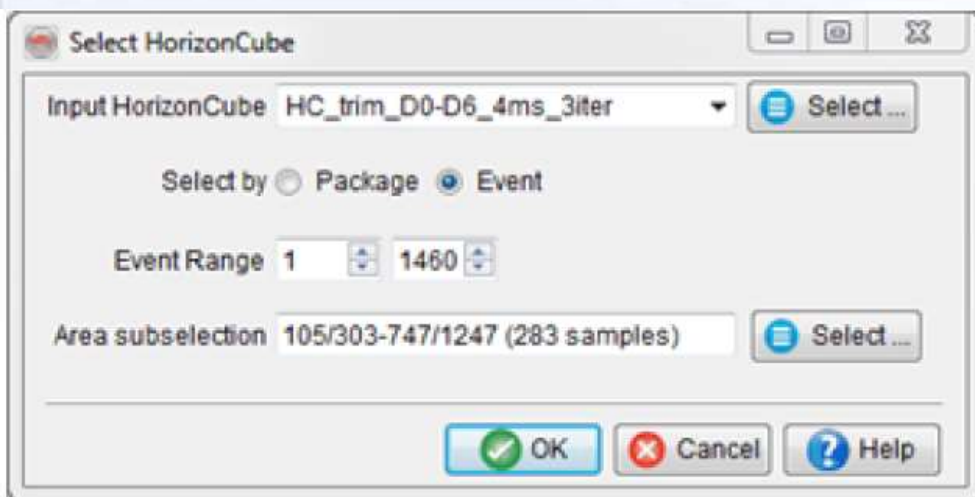 Select HorizonCube
Input HorizonCube HC_trim_D0-D6_4ms_3iter Select ...
Select by Package Event
Event Range 1 1460
Area subselection 105/303-747/1247 (283 samples) Select ...
OK Cancel Help